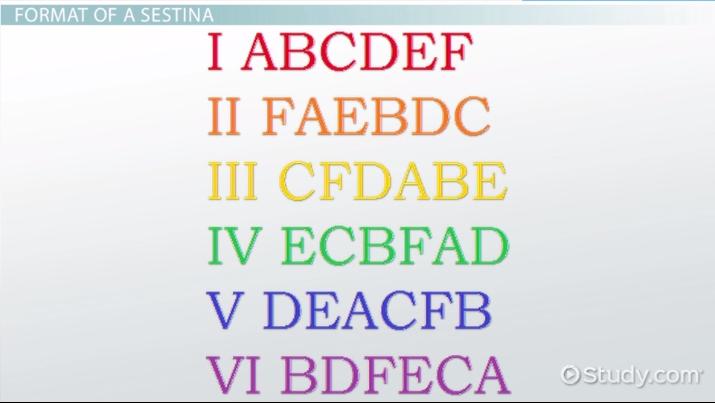 FORMAT OF A SESTINA
I ABCDEF
II FAEBDC
III CFDABE
IV ECBFAD
V DEACFB
VI BDFECA
Study.com